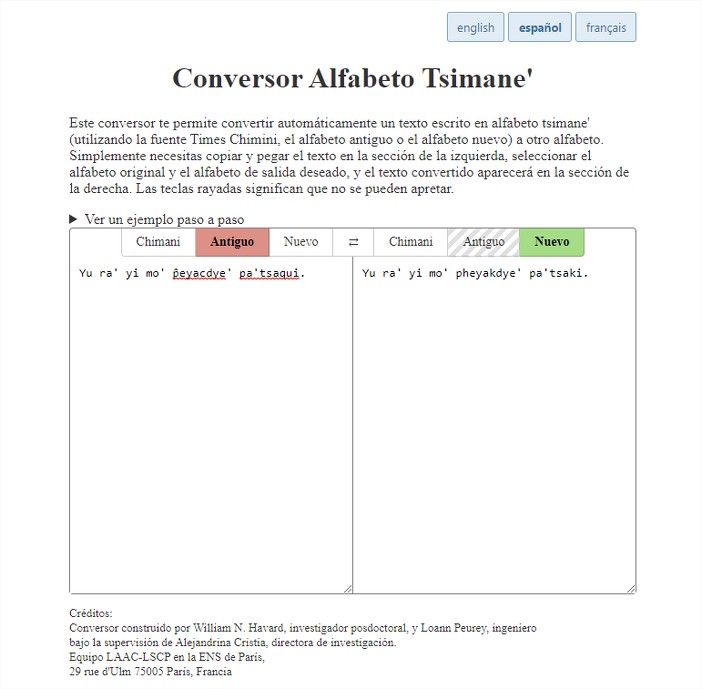 english español français
Conversor Alfabeto Tsimane'
Este conversor te permite convertir automáticamente un texto escrito en alfabeto tsimane'
(utilizando la fuente Times Chimini, el alfabeto antiguo o el alfabeto nuevo) a otro alfabeto.
Simplemente necesitas copiar y pegar el texto en la sección de la izquierda, seleccionar el
alfabeto original y el alfabeto de salida deseado, y el texto convertido aparecerá en la sección de
la derecha. Las teclas rayadas significan que no se pueden apretar.
▶ Ver un ejemplo paso a paso
Chimani Antiguo Nuevo ⇄ Chimani Antiguo Nuevo
Yu ra' yi mo' p̂eyacdye' pa'tsaqui.
Yu ra' yi mo' pheyakdye' pa'tsaki.
Créditos:
Conversor construido por William N. Havard, investigador posdoctoral, y Loann Peurey, ingeniero
bajo la supervisión de Alejandrina Cristia, directora de investigación.
Equipo LAAC-LSCP en la ENS de París,
29 rue d'Ulm 75005 París, Francia